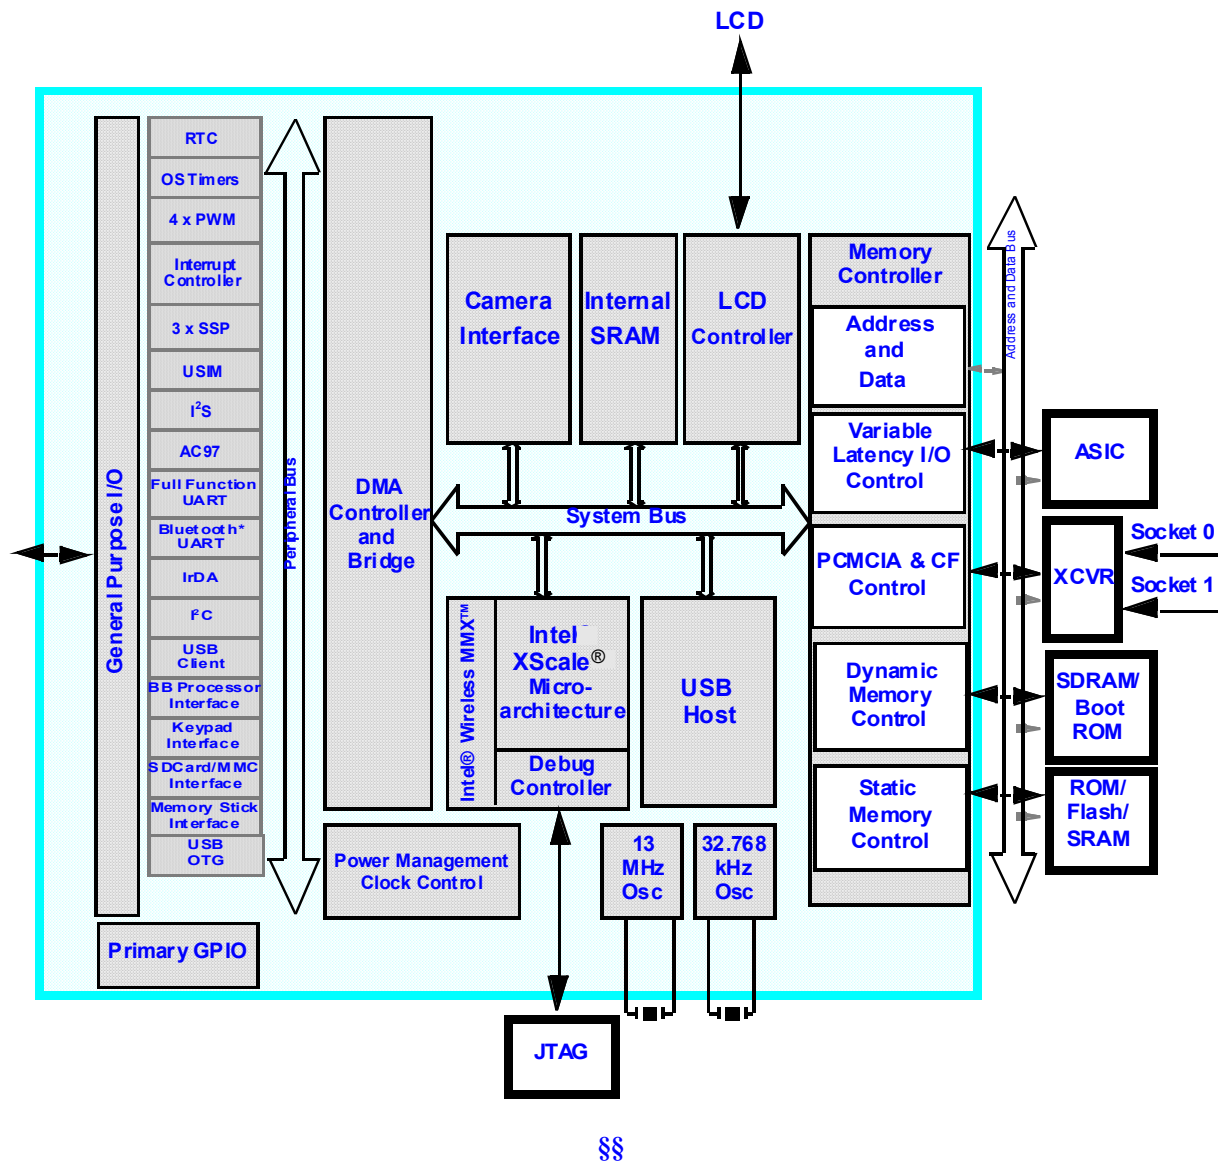 LCD
General Purpose I/O
RTC
OS Timers
4 x PWM
Interrupt
Controller
3 x SSP
USIM
I²S
AC97
Full Function
UART
Bluetooth*
UART
IrDA
I²C
USB
Client
BB Processor
Interface
Keypad
Interface
SDCard/MMC
Interface
Memory Stick
Interface
USB
OTG
Primary GPIO
Peripheral Bus
DMA
Controller
and
Bridge
Power Management
Clock Control
Camera
Interface
Internal
SRAM
LCD
Controller
System Bus
Intel® Wireless MMX™
Intel
XScale®
Micro-
architecture
Debug
Controller
USB
Host
13
MHz
Osc
32.768
kHz
Osc
JTAG
Memory
Controller
Address
and
Data
Variable
Latency I/O
Control
PCMCIA & CF
Control
Dynamic
Memory
Control
Static
Memory
Control
Address and Data Bus
ASIC
XCVR
Socket 0
Socket 1
SDRAM/
Boot
ROM
ROM/
Flash/
SRAM
§§